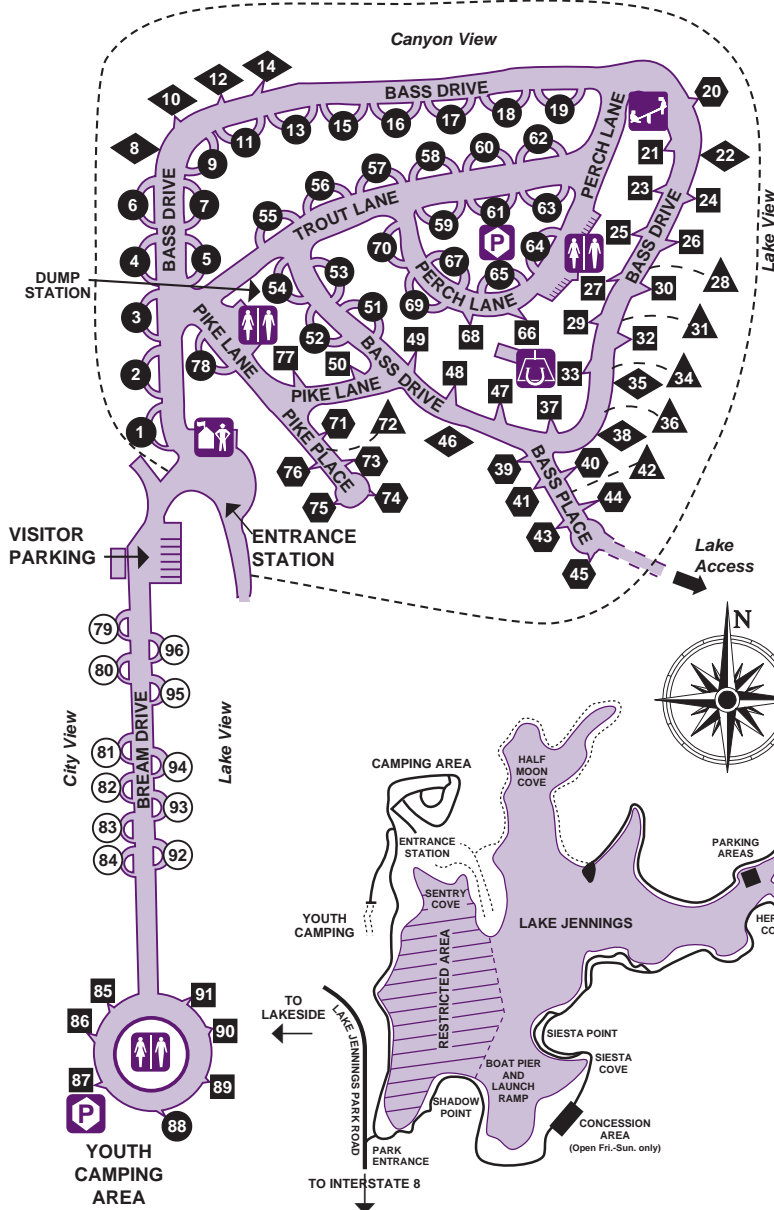 Canyon View
14
12
10
8
BASS DRIVE
20
9
11
13
15
16
17
18
19
PERCH LANE
21
22
6
7
56
57
58
60
62
23
24
BASS DRIVE
55
TROUT LANE
59
61
63
25
26
Lake View
4
5
DUMP
STATION
54
53
70
67
P
64
65
PERCH LANE
BASS DRIVE
27
30
28
3
PIKE LANE
52
51
69
68
66
29
32
31
2
78
77
50
49
48
47
37
33
35
34
BASS DRIVE
PIKE LANE
1
71
72
46
38
36
PIKE PLACE
76
73
75
74
39
40
42
41
44
BASS PLACE
43
45
VISITOR
PARKING
ENTRANCE
STATION
Lake
Access
N
79
96
80
95
City View
BREAM DRIVE
Lake View
81
94
82
93
83
92
84
85
91
86
90
87
89
88
P
YOUTH
CAMPING
AREA
CAMPING AREA
HALF
MOON
COVE
ENTRANCE
STATION
SENTRY
COVE
YOUTH
CAMPING
RESTRICTED AREA
LAKE JENNINGS
PARKING
AREAS
HER
CO
TO
LAKESIDE
LAKE JENNINGS PARK ROAD
SIESTA POINT
SIESTA
COVE
BOAT PIER
AND
LAUNCH
RAMP
SHADOW
POINT
CONCESSION
AREA
(Open Fri.-Sun. only)
PARK
ENTRANCE
TO INTERSTATE 8